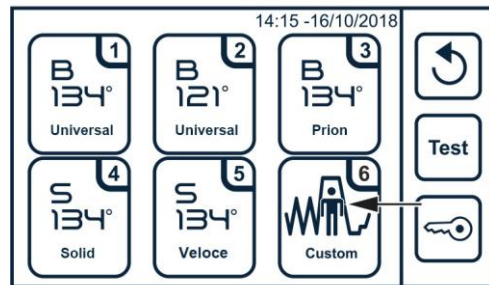 14:15 -16/10/2018
1
B
134°
Universal
2
B
121°
Universal
3
B
134°
Prion
4
S
134°
Solid
5
S
134°
Veloce
6
Custom
Test